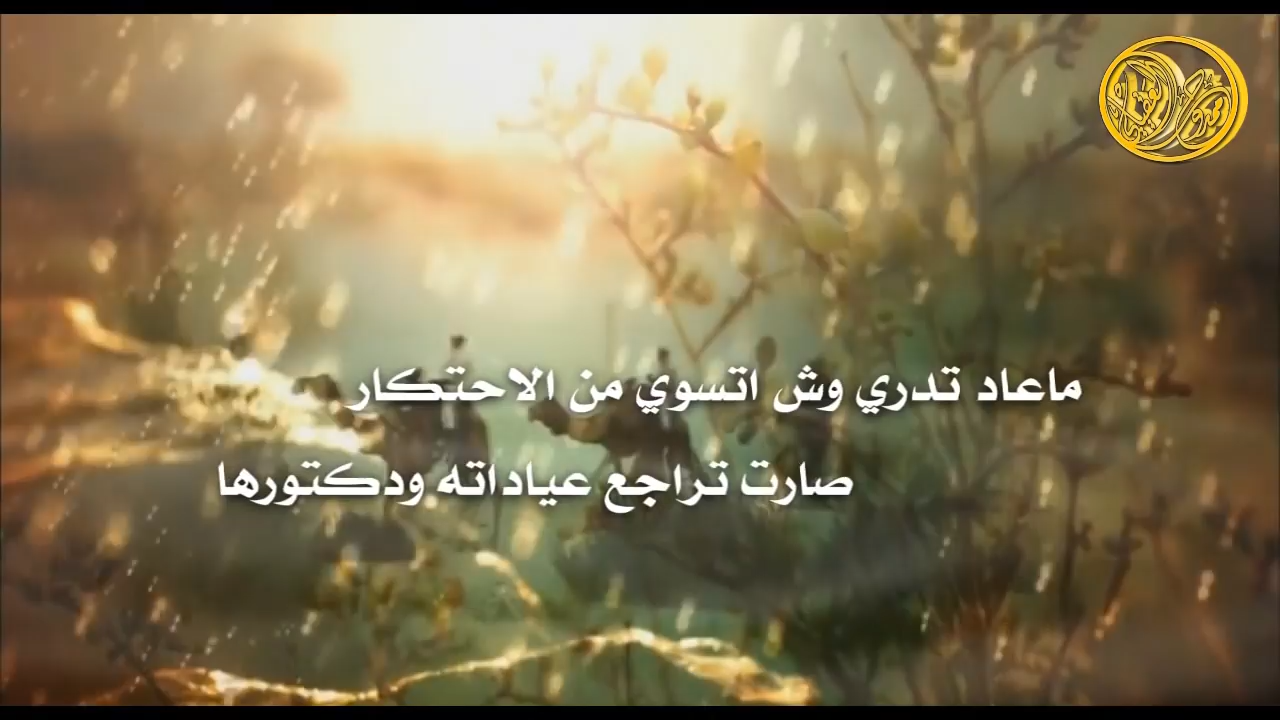 ماعاد تدري وش اتسوي من الاحتكار
صارت تراجع عياداته ودكتورها